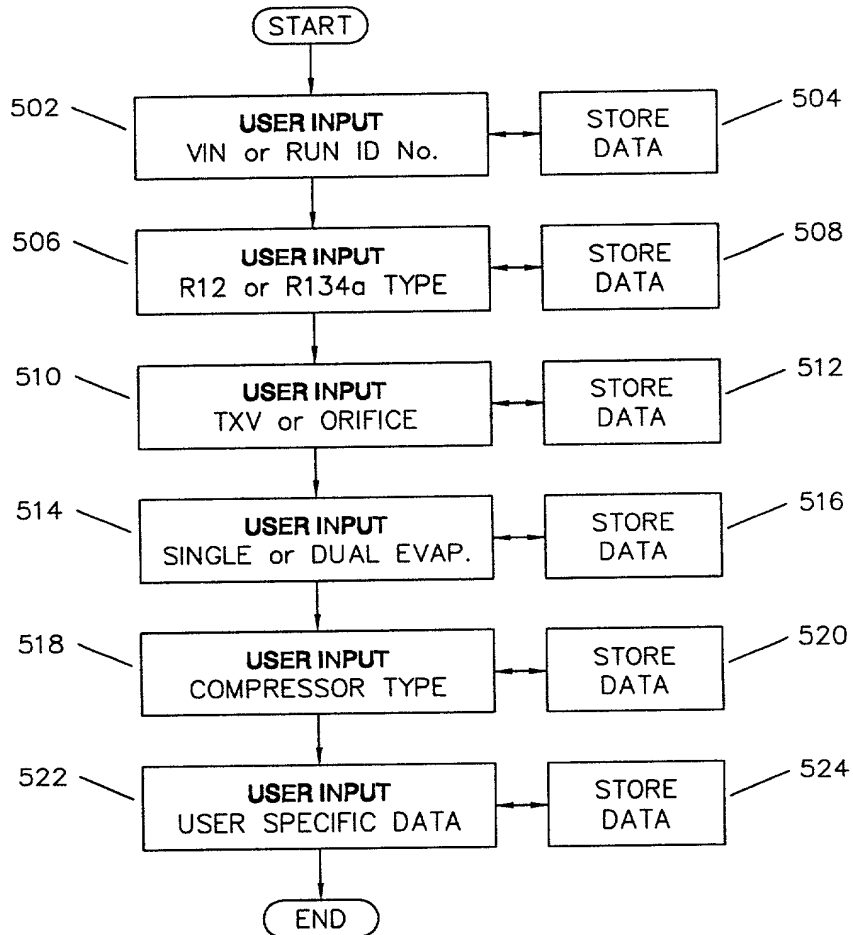 START
502
USER INPUT
VIN or RUN ID No.
STORE
DATA
504
506
USER INPUT
R12 or R134a TYPE
STORE
DATA
508
510
USER INPUT
TXV or ORIFICE
STORE
DATA
512
514
USER INPUT
SINGLE or DUAL EVAP.
STORE
DATA
516
518
USER INPUT
COMPRESSOR TYPE
STORE
DATA
520
522
USER INPUT
USER SPECIFIC DATA
STORE
DATA
524
END